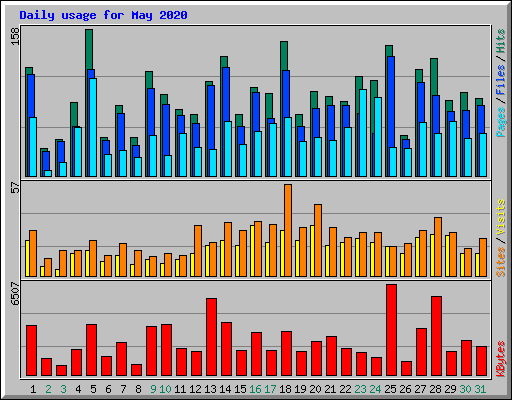 Daily usage for May 2020
158
Pages / Files / Hits
57
Sites / Visits
6507
KBytes
1 2 3 4 5 6 7 8 9 10 11 12 13 14 15 16 17 18 19 20 21 22 23 24 25 26 27 28 29 30 31